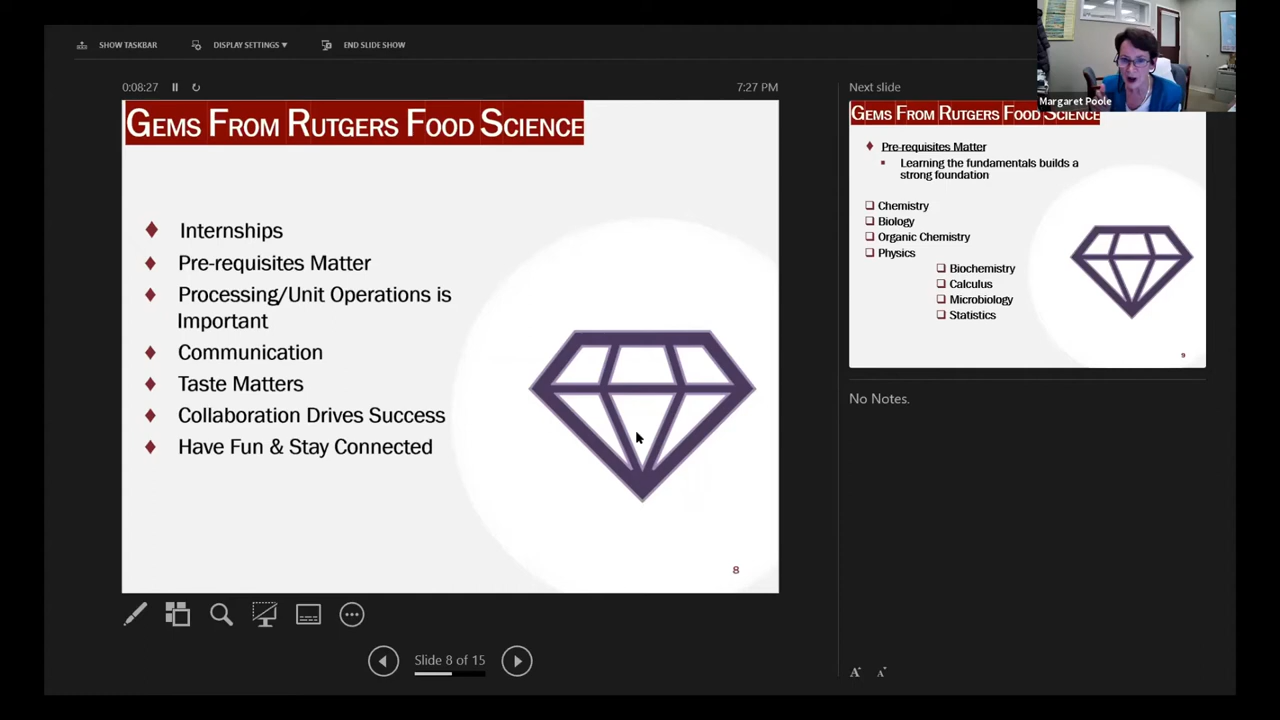 SHOW TASKBAR
DISPLAY SETTINGS ▼
END SLIDE SHOW
0:08:27
7:27 PM
GEMS FROM RUTGERS FOOD SCIENCE
Internships
Pre-requisites Matter
Processing/Unit Operations is
Important
Communication
Taste Matters
Collaboration Drives Success
Have Fun & Stay Connected
8
Slide 8 of 15
Next slide
Margaret Poole
GEMS FROM RUTGERS FOOD SCIENCE
Pre-requisites Matter
Learning the fundamentals builds a
strong foundation
Chemistry
Biology
Organic Chemistry
Physics
Biochemistry
Calculus
Microbiology
Statistics
9
No Notes.
A
A